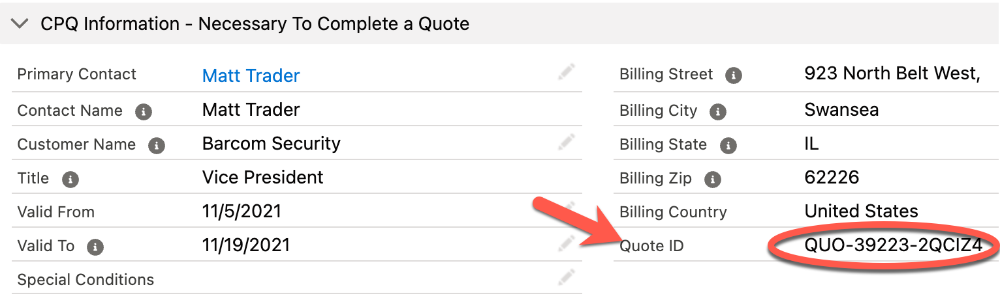 CPQ Information - Necessary To Complete a Quote
Primary Contact Matt Trader
Contact Name Matt Trader
Customer Name Barcom Security
Title Vice President
Valid From 11/5/2021
Valid To 11/19/2021
Special Conditions
Billing Street 923 North Belt West,
Billing City Swansea
Billing State IL
Billing Zip 62226
Billing Country United States
Quote ID QUO-39223-2QCIZ4